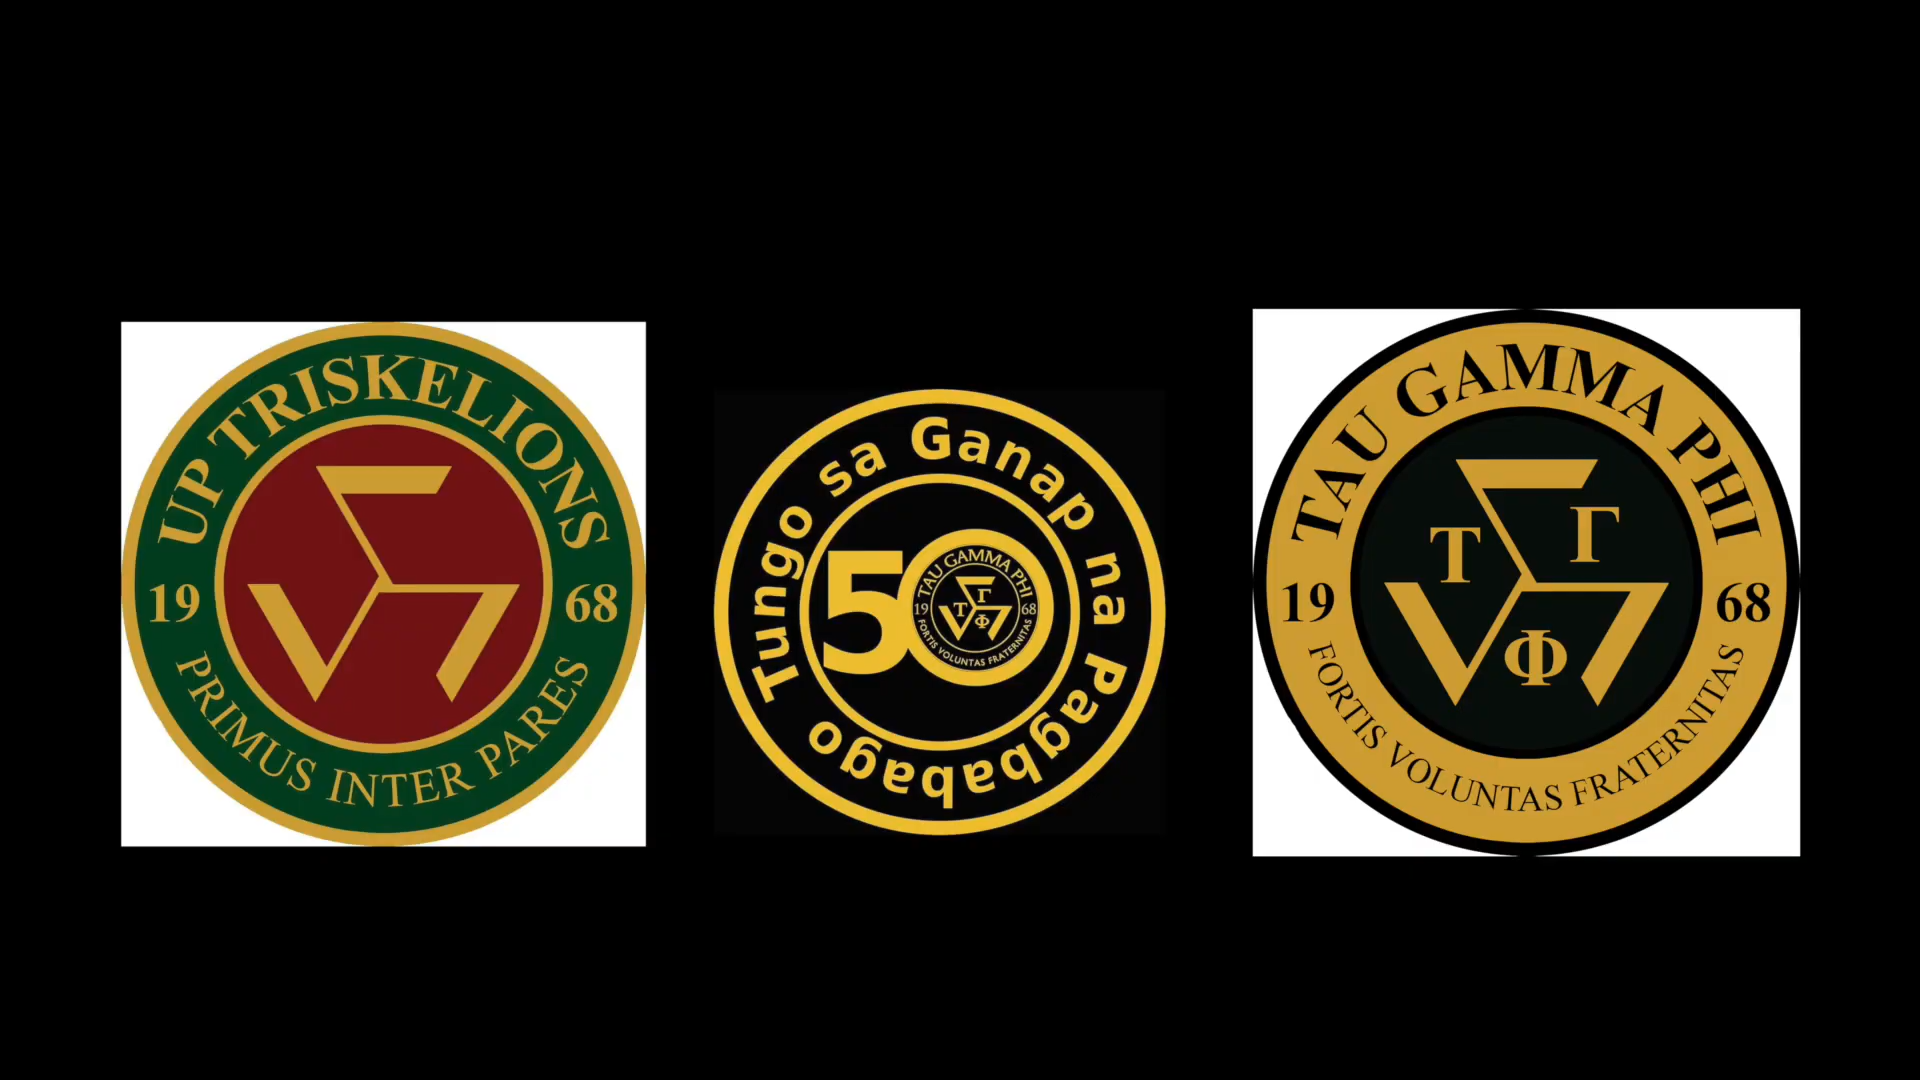 UP TRISKELIONS
19 68
PRIMUS INTER PARES
Tungo sa Ganap na Pagbabago
50
TAU GAMMA PHI
19 68
Τ Γ
Φ
FORTIS VOLUNTAS FRATERNITAS
TAU GAMMA PHI
Τ Γ
19 68
Φ
FORTIS VOLUNTAS FRATERNITAS